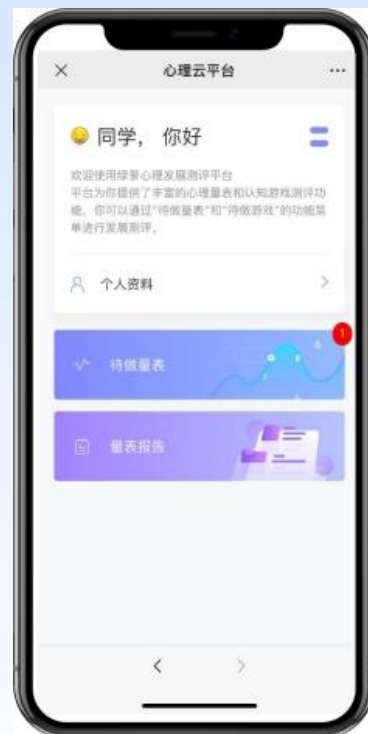 心理云平台
同学，你好
欢迎使用绿萝心理发展测评平台
平台为你提供了丰富的心理量表和认知游戏测评功
能，你可以通过“待做量表”和“待做游戏”的功能菜
单进行发展测评。
个人资料
1
待做量表
量表报告